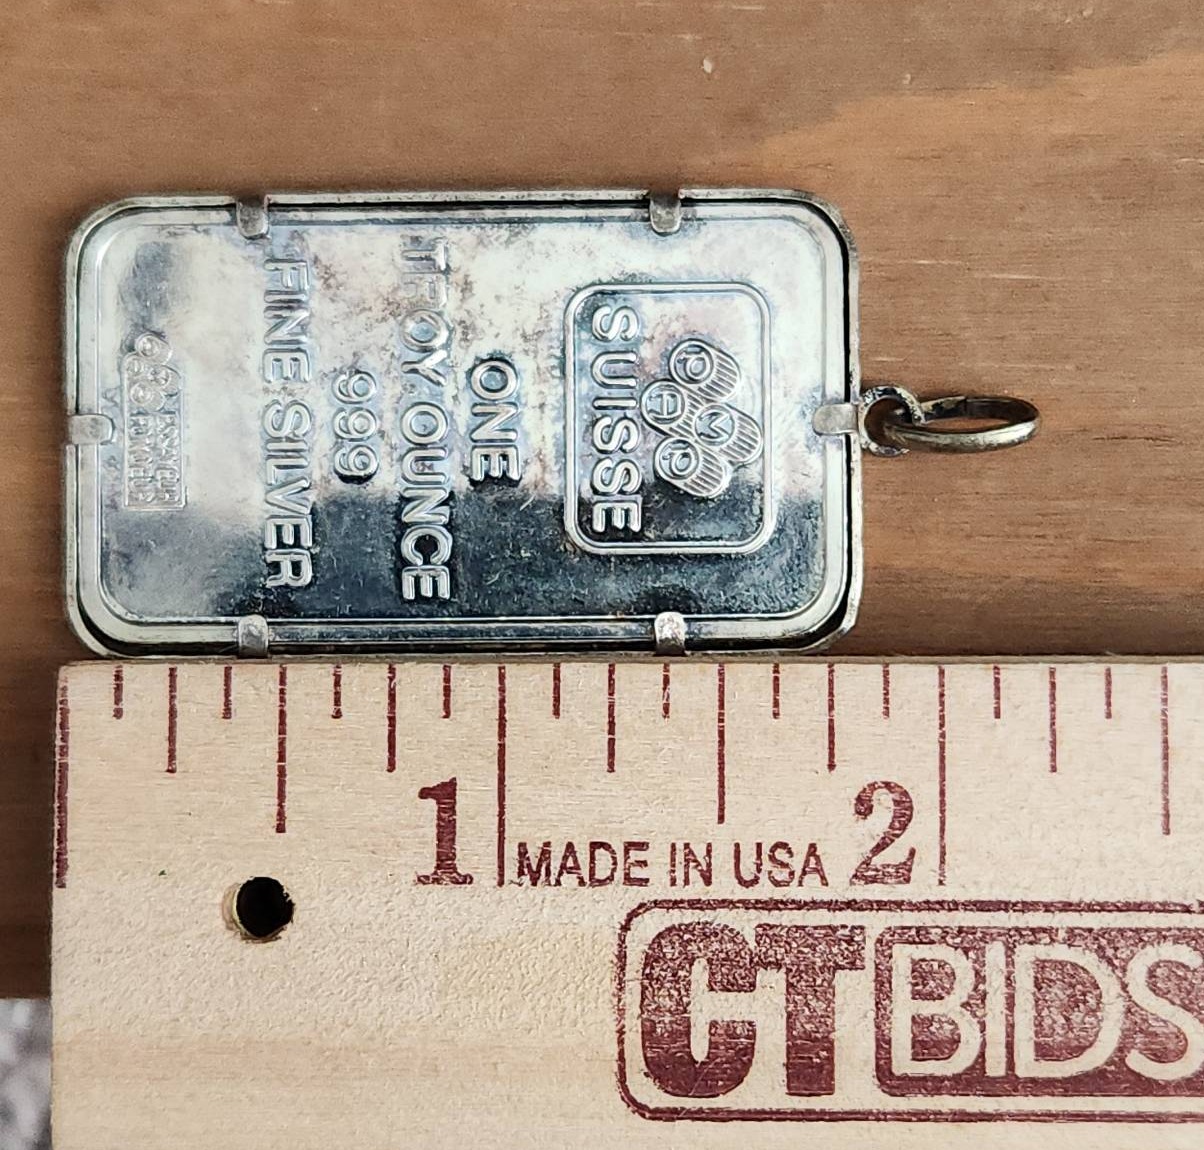 PAMP
SUISSE
ONE
TROY OUNCE
999
FINE SILVER
1
2
MADE IN USA
CTBIDS